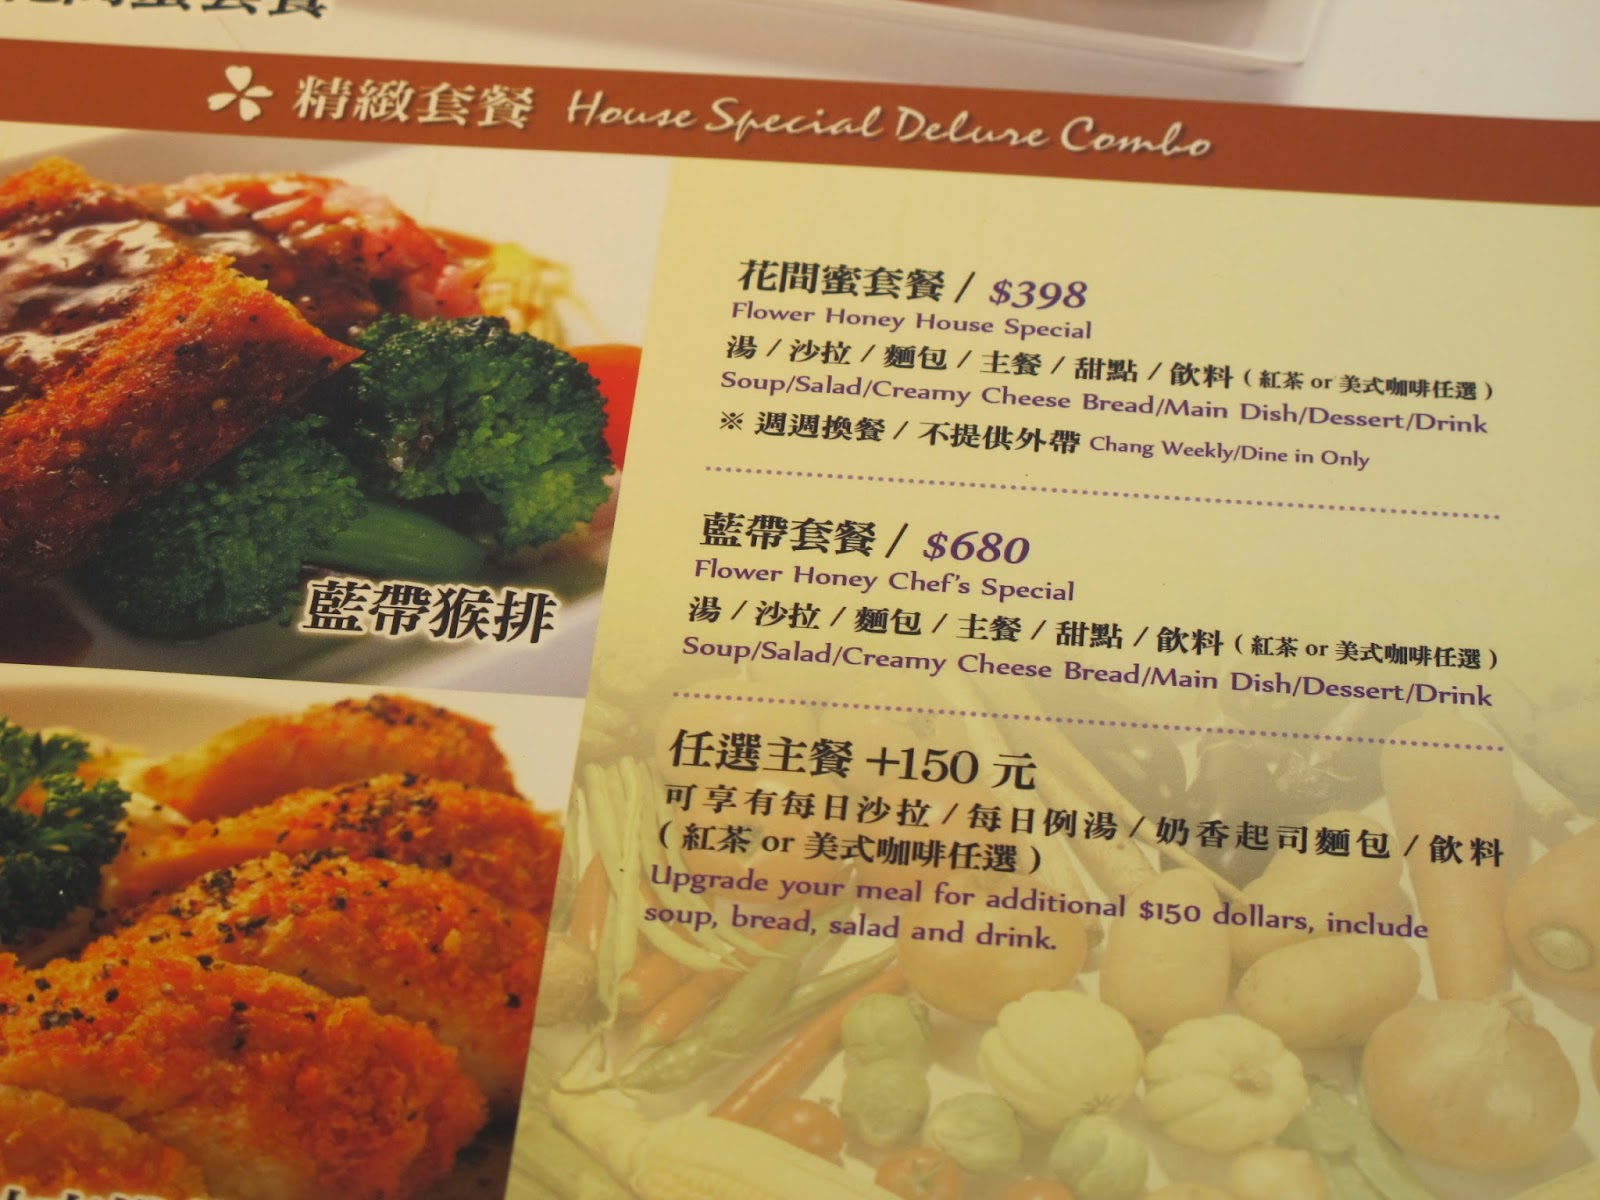 精緻套餐 House Special Delure Combo
花間蜜套餐 / $398
Flower Honey House Special
湯 / 沙拉 / 麵包 / 主餐 / 甜點 / 飲料 ( 紅茶 or 美式咖啡任選 )
Soup/Salad/Creamy Cheese Bread/Main Dish/Dessert/Drink
※ 週週換餐 / 不提供外帶 Chang Weekly/Dine in Only
藍帶套餐 / $680
Flower Honey Chef's Special
湯 / 沙拉 / 麵包 / 主餐 / 甜點 / 飲料 ( 紅茶 or 美式咖啡任選 )
Soup/Salad/Creamy Cheese Bread/Main Dish/Dessert/Drink
任選主餐 +150 元
可享有每日沙拉 / 每日例湯 / 奶香起司麵包 / 飲料
( 紅茶 or 美式咖啡任選 )
Upgrade your meal for additional $150 dollars, include
soup, bread, salad and drink.
藍帶猴排